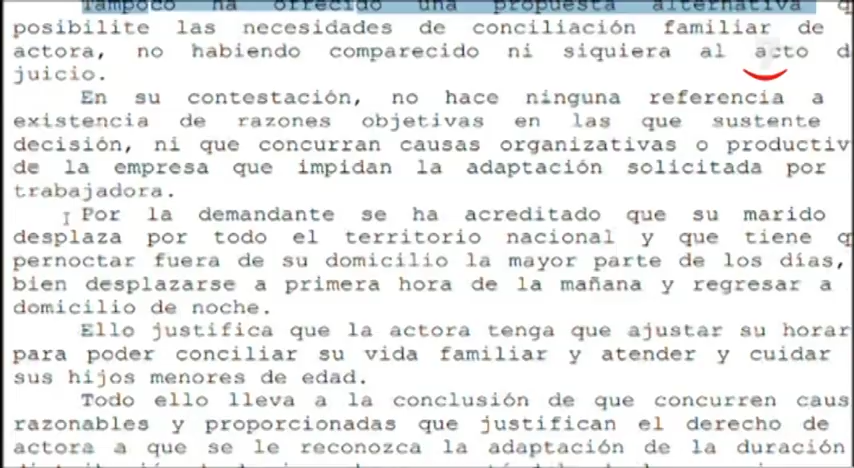 Tampoco ha ofrecido una propuesta alternativa q
posibilite las necesidades de conciliación familiar de
actora, no habiendo comparecido ni siquiera al acto d
juicio.
En su contestación, no hace ninguna referencia a
existencia de razones objetivas en las que sustente
decisión, ni que concurran causas organizativas o productiv
de la empresa que impidan la adaptación solicitada por
trabajadora.
Por la demandante se ha acreditado que su marido
desplaza por todo el territorio nacional y que tiene q
pernoctar fuera de su domicilio la mayor parte de los días,
bien desplazarse a primera hora de la mañana y regresar a
domicilio de noche.
Ello justifica que la actora tenga que ajustar su horar
para poder conciliar su vida familiar y atender y cuidar
sus hijos menores de edad.
Todo ello lleva a la conclusión de que concurren caus
razonables y proporcionadas que justifican el derecho de
actora a que se le reconozca la adaptación de la duración